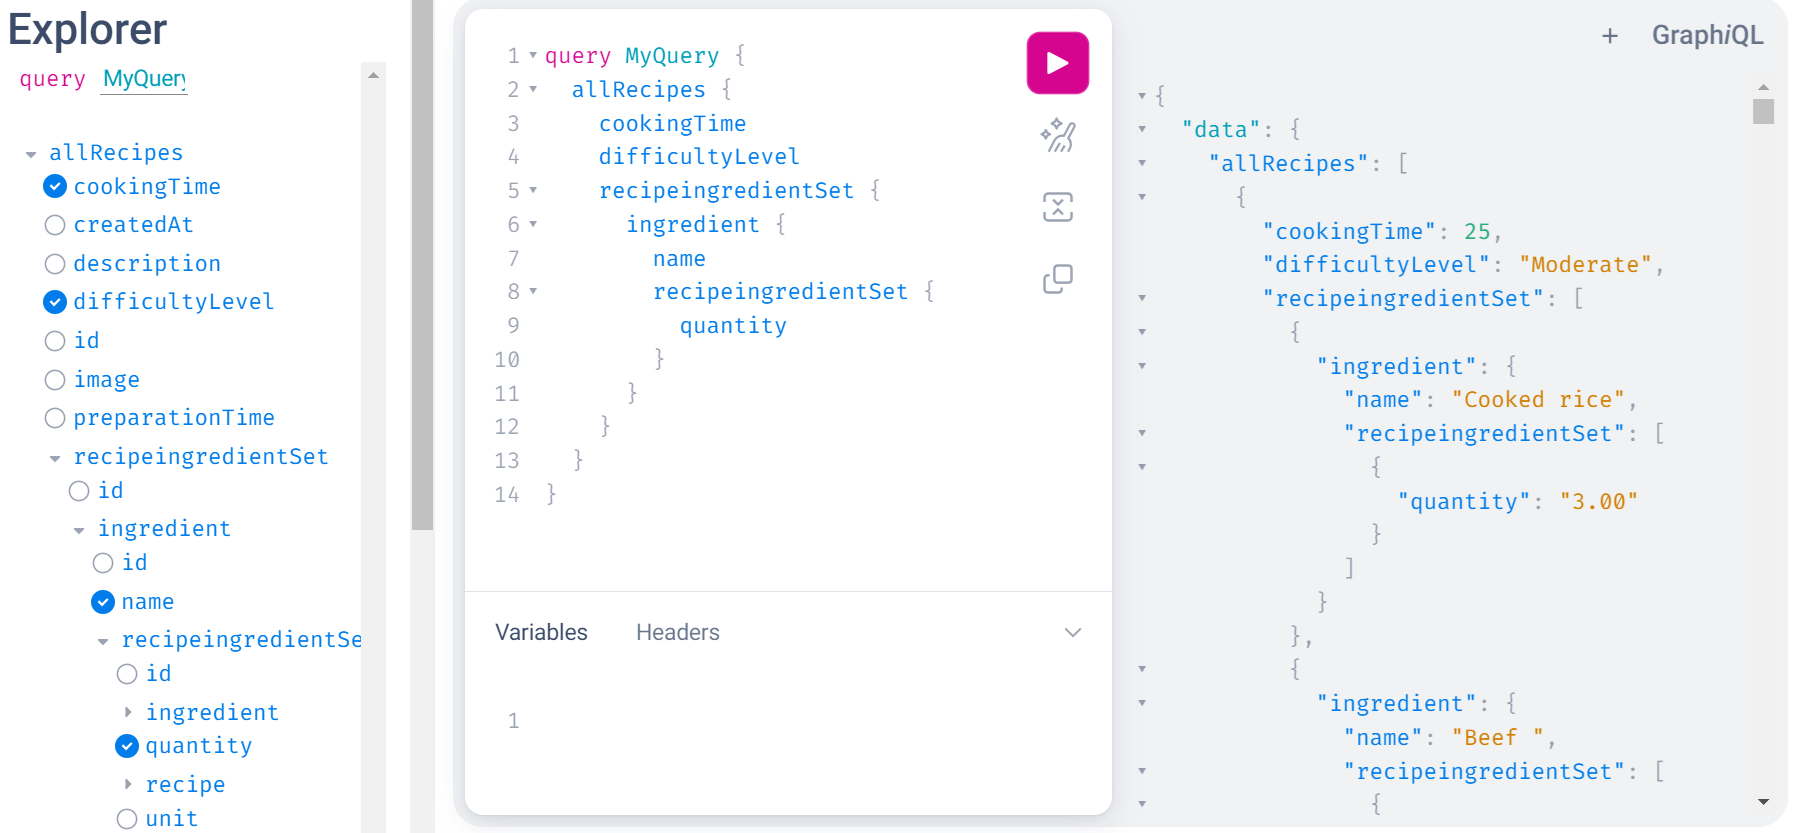 Explorer
query MyQuery
allRecipes
cookingTime
createdAt
description
difficultyLevel
id
image
preparationTime
recipeingredientSet
id
ingredient
id
name
recipeingredientSe
id
ingredient
quantity
recipe
unit
1 query MyQuery {
2 allRecipes {
3 cookingTime
4 difficultyLevel
5 recipeingredientSet {
6 ingredient {
7 name
8 recipeingredientSet {
9 quantity
10 }
11 }
12 }
13 }
14 }
Variables Headers
1
+ GraphiQL
{
"data": {
"allRecipes": [
{
"cookingTime": 25,
"difficultyLevel": "Moderate",
"recipeingredientSet": [
{
"ingredient": {
"name": "Cooked rice",
"recipeingredientSet": [
{
"quantity": "3.00"
}
]
}
},
{
"ingredient": {
"name": "Beef ",
"recipeingredientSet": [
{